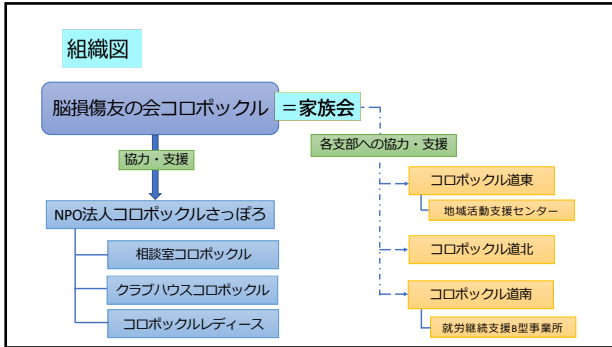 組織図
脳損傷友の会コロポックル
＝家族会
協力・支援
各支部への協力・支援
NPO法人コロポックルさっぽろ
相談室コロポックル
クラブハウスコロポックル
コロポックルレディース
コロポックル道東
地域活動支援センター
コロポックル道北
コロポックル道南
就労継続支援B型事業所